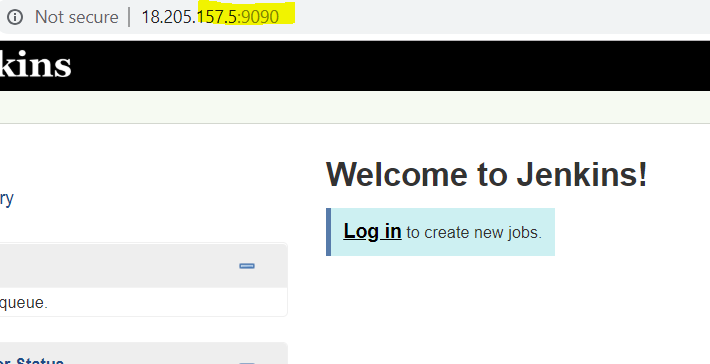 Not secure | 18.205.157.5:9090
kins
Welcome to Jenkins!
ry
Log in to create new jobs.
queue.
r Status